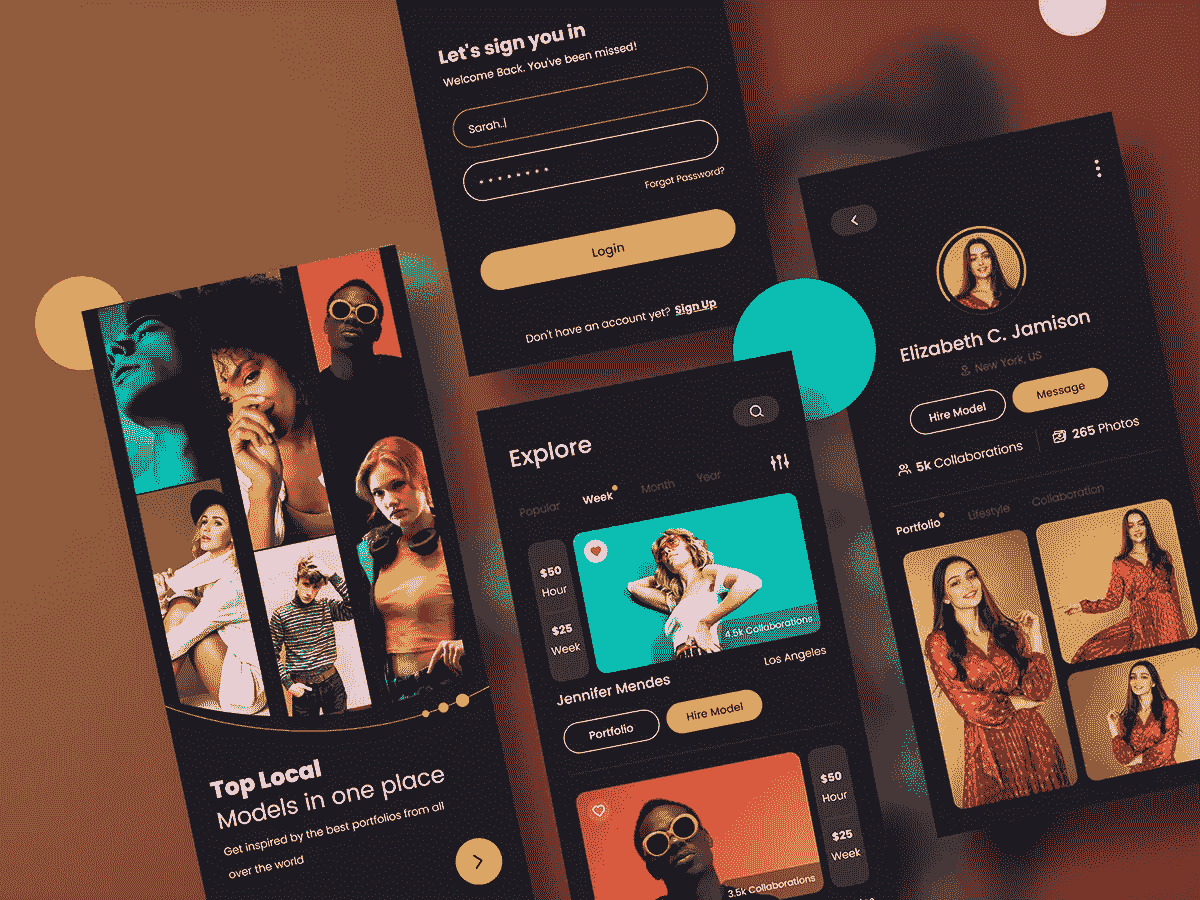 Let's sign you in
Welcome Back. You've been missed!
Sarah.
Forgot Password?
Login
Don't have an account yet? Sign Up
Top Local
Models in one place
Get inspired by the best portfolios from all
over the world
Explore
Popular Week Month Year
$50
Hour
$25
Week
4.5k Collaborations
Jennifer Mendes
Los Angeles
Portfolio
Hire Model
$50
Hour
$25
Week
3.5k Collaborations
Elizabeth C. Jamison
New York, US
Hire Model
Message
5k Collaborations
265 Photos
Portfolio Lifestyle Collaboration